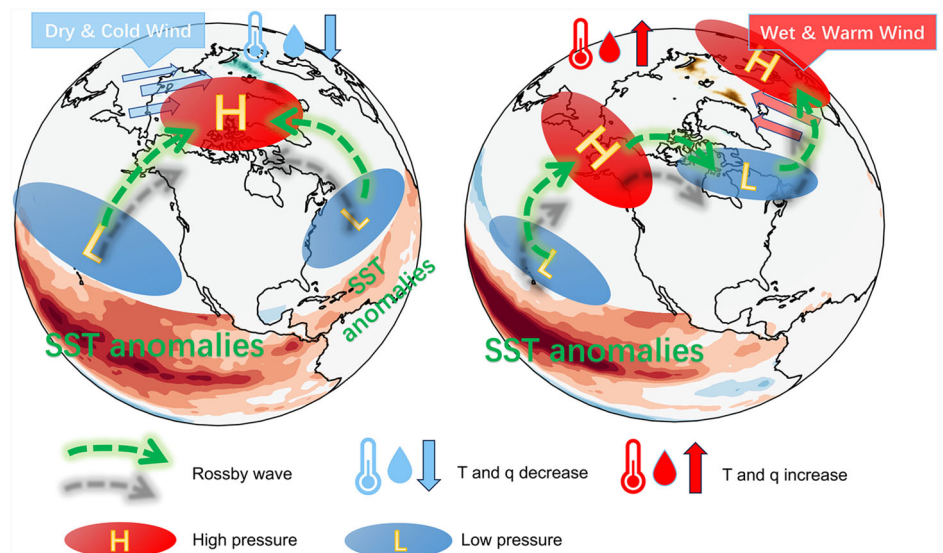 Dry & Cold Wind
Wet & Warm Wind
H
L
L
H
H
L
L
SST anomalies
SST
anomalies
SST anomalies
Rossby wave
T and q decrease
T and q increase
H
High pressure
L
Low pressure